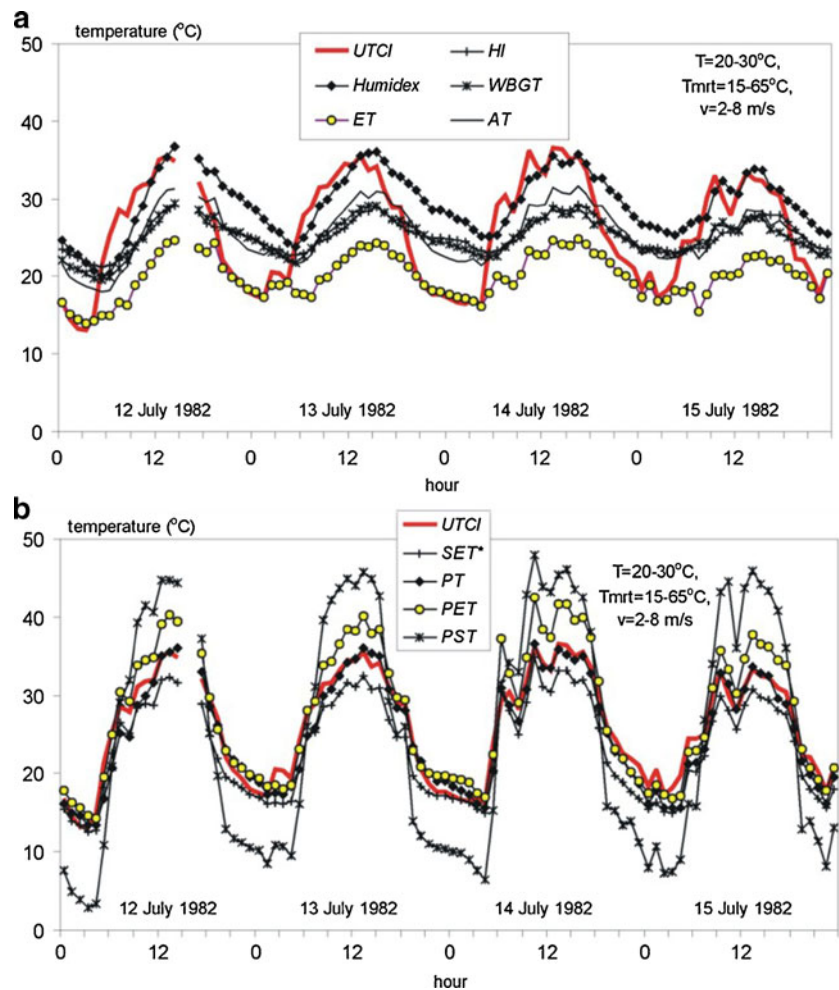 a
temperature (°C)
50
40
30
20
10
0
UTCI
HI
Humidex
WBGT
ET
AT
T=20-30°C,
Tmrt=15-65°C,
v=2-8 m/s
12 July 1982
13 July 1982
14 July 1982
15 July 1982
0 12 0 12 0 12 0 12
hour
b
temperature (°C)
50
40
30
20
10
0
UTCI
SET*
PT
PET
PST
T=20-30°C,
Tmrt=15-65°C,
v=2-8 m/s
12 July 1982
13 July 1982
14 July 1982
15 July 1982
0 12 0 12 0 12 0 12
hour